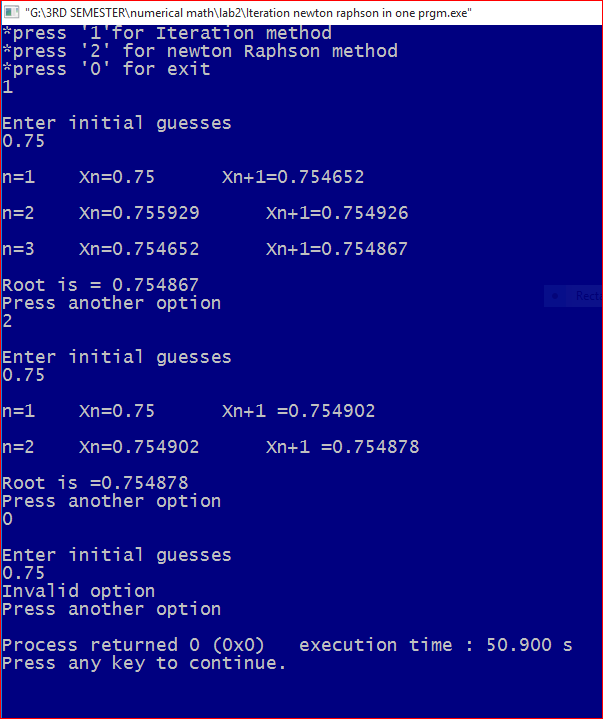 "G:\3RD SEMESTER\numerical math\lab2\Iteration newton raphson in one prgm.exe"
*press '1'for Iteration method
*press '2' for newton Raphson method
*press '0' for exit
1
Enter initial guesses
0.75
n=1 Xn=0.75 Xn+1=0.754652
n=2 Xn=0.755929 Xn+1=0.754926
n=3 Xn=0.754652 Xn+1=0.754867
Root is = 0.754867
Press another option
2
Enter initial guesses
0.75
n=1 Xn=0.75 Xn+1 =0.754902
n=2 Xn=0.754902 Xn+1 =0.754878
Root is =0.754878
Press another option
0
Enter initial guesses
0.75
Invalid option
Press another option
Process returned 0 (0x0) execution time : 50.900 s
Press any key to continue.